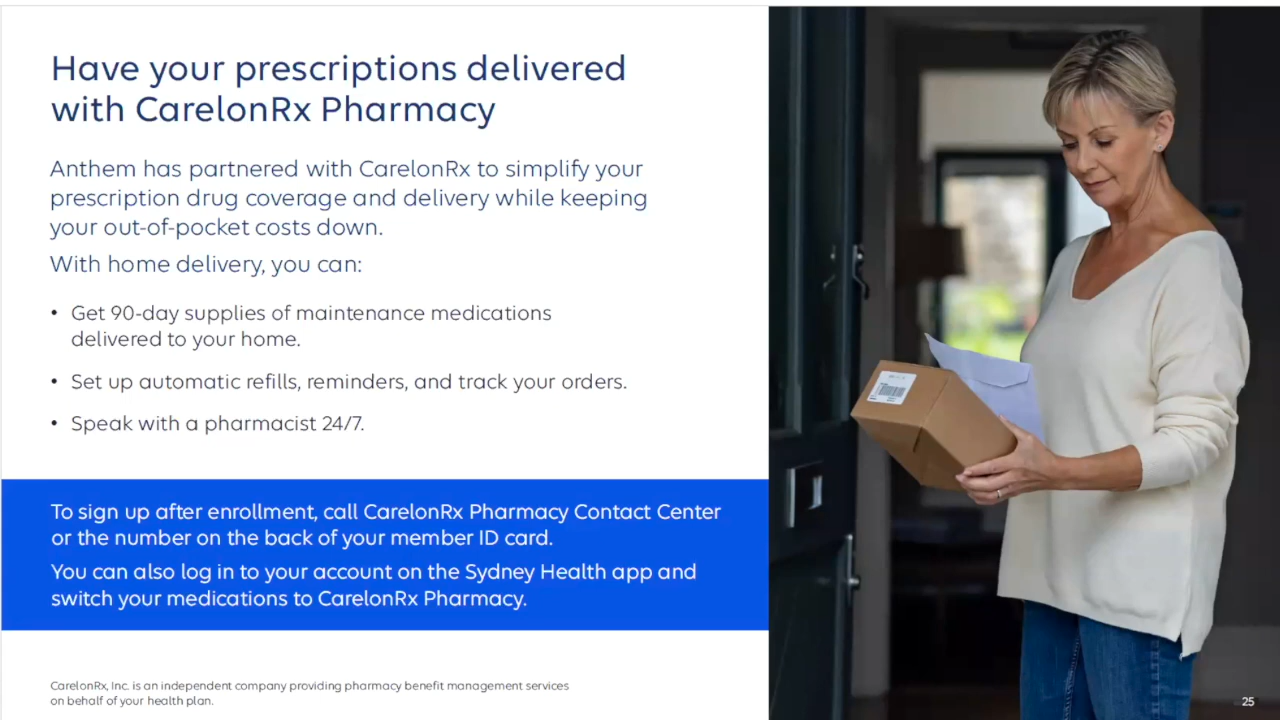 Have your prescriptions delivered
with CarelonRx Pharmacy
Anthem has partnered with CarelonRx to simplify your
prescription drug coverage and delivery while keeping
your out-of-pocket costs down.
With home delivery, you can:
• Get 90-day supplies of maintenance medications
delivered to your home.
• Set up automatic refills, reminders, and track your orders.
• Speak with a pharmacist 24/7.
To sign up after enrollment, call CarelonRx Pharmacy Contact Center
or the number on the back of your member ID card.
You can also log in to your account on the Sydney Health app and
switch your medications to CarelonRx Pharmacy.
CarelonRx, Inc. is an independent company providing pharmacy benefit management services
on behalf of your health plan.
25